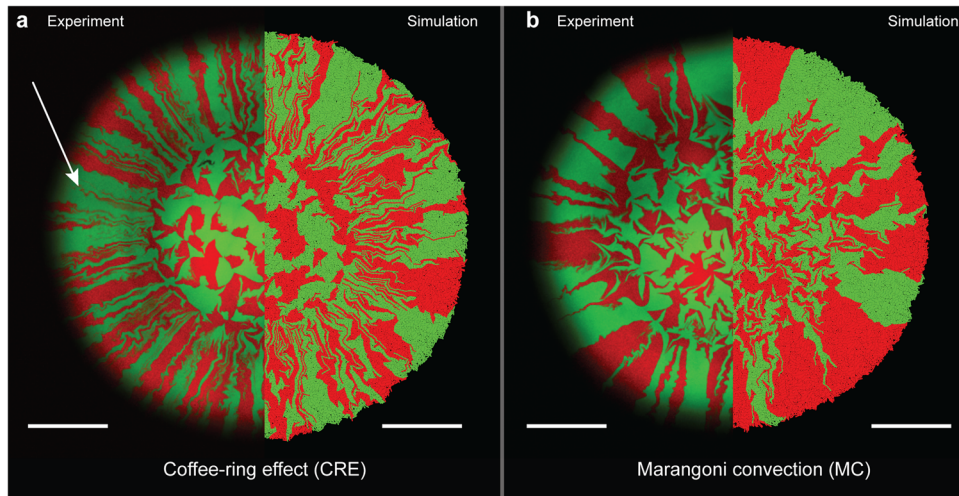 a Experiment Simulation
Coffee-ring effect (CRE)
b Experiment Simulation
Marangoni convection (MC)